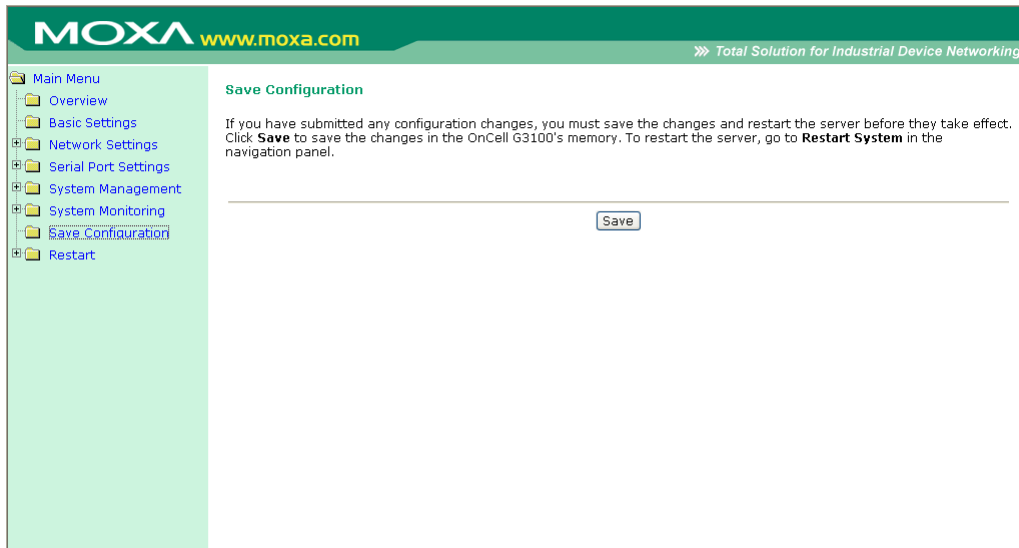 MOXA www.moxa.com
Total Solution for Industrial Device Networking
Main Menu
Overview
Basic Settings
Network Settings
Serial Port Settings
System Management
System Monitoring
Save Configuration
Restart
Save Configuration
If you have submitted any configuration changes, you must save the changes and restart the server before they take effect.
Click Save to save the changes in the OnCell G3100's memory. To restart the server, go to Restart System in the
navigation panel.
Save